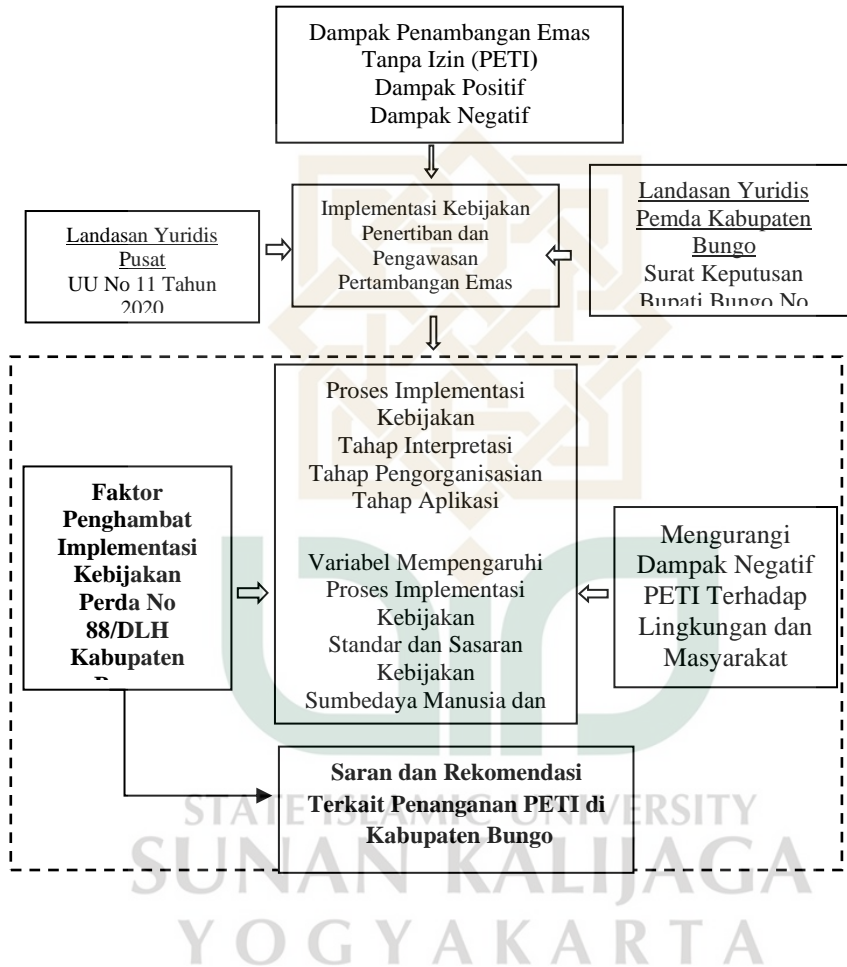 Dampak Penambangan Emas
Tanpa Izin (PETI)
Dampak Positif
Dampak Negatif
Landasan Yuridis
Pusat
UU No 11 Tahun
2020
Implementasi Kebijakan
Penertiban dan
Pengawasan
Pertambangan Emas
Landasan Yuridis
Pemda Kabupaten
Bungo
Surat Keputusan
Bupati Bungo No
Faktor
Penghambat
Implementasi
Kebijakan
Perda No
88/DLH
Kabupaten
Proses Implementasi
Kebijakan
Tahap Interpretasi
Tahap Pengorganisasian
Tahap Aplikasi
Variabel Mempengaruhi
Proses Implementasi
Kebijakan
Standar dan Sasaran
Kebijakan
Sumbedaya Manusia dan
Mengurangi
Dampak Negatif
PETI Terhadap
Lingkungan dan
Masyarakat
Saran dan Rekomendasi
Terkait Penanganan PETI di
Kabupaten Bungo
STATE ISLAMIC UNIVERSITY
SUNAN KALIJAGA
YOGYAKARTA